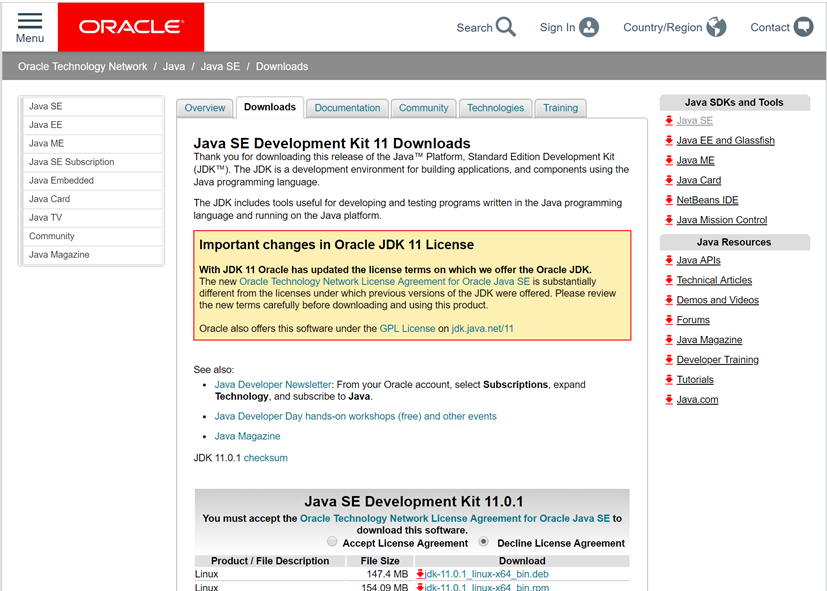 Menu
ORACLE
Search
Sign In
Country/Region
Contact
Oracle Technology Network / Java / Java SE / Downloads
Java SE
Java EE
Java ME
Java SE Subscription
Java Embedded
Java Card
Java TV
Community
Java Magazine
Overview
Downloads
Documentation
Community
Technologies
Training
Java SE Development Kit 11 Downloads
Thank you for downloading this release of the Java™ Platform, Standard Edition Development Kit
(JDK™). The JDK is a development environment for building applications, and components using the
Java programming language.
The JDK includes tools useful for developing and testing programs written in the Java programming
language and running on the Java platform.
Important changes in Oracle JDK 11 License
With JDK 11 Oracle has updated the license terms on which we offer the Oracle JDK.
The new Oracle Technology Network License Agreement for Oracle Java SE is substantially
different from the licenses under which previous versions of the JDK were offered. Please review
the new terms carefully before downloading and using this product.
Oracle also offers this software under the GPL License on jdk.java.net/11
See also:
• Java Developer Newsletter: From your Oracle account, select Subscriptions, expand
Technology, and subscribe to Java.
• Java Developer Day hands-on workshops (free) and other events
• Java Magazine
JDK 11.0.1 checksum
Java SE Development Kit 11.0.1
You must accept the Oracle Technology Network License Agreement for Oracle Java SE to
download this software.
Accept License Agreement Decline License Agreement
Product / File Description File Size Download
Linux 147.4 MB jdk-11.0.1_linux-x64_bin.deb
Linux 154.09 MB jdk-11.0.1_linux-x64_bin.rpm
Java SDKs and Tools
Java SE
Java EE and Glassfish
Java ME
Java Card
NetBeans IDE
Java Mission Control
Java Resources
Java APIs
Technical Articles
Demos and Videos
Forums
Java Magazine
Developer Training
Tutorials
Java.com